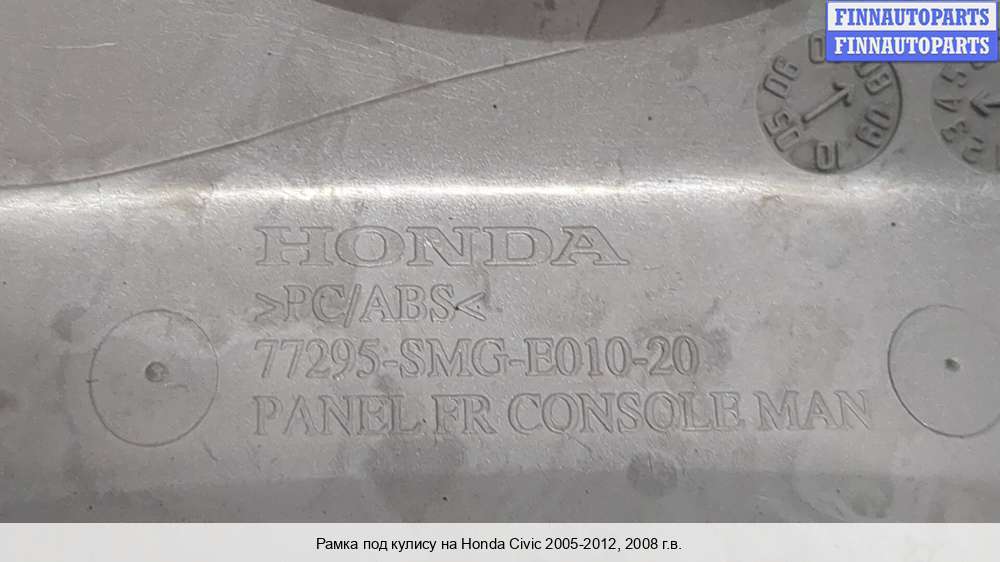 FINNAUTOPARTS
FINNAUTOPARTS
HONDA
>PC/ABS<
77295-SMG-E010-20
PANEL FR CONSOLE MAN
Рамка под кулису на Honda Civic 2005-2012, 2008 г.в.